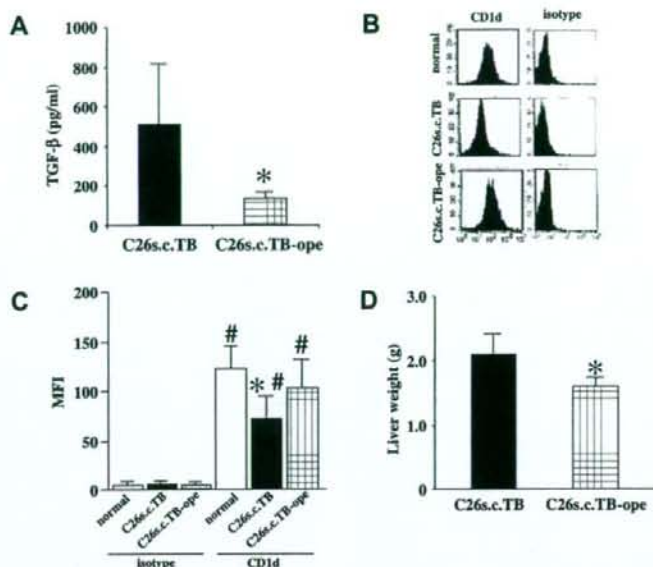 A
1000
800
600
400
200
0
TGF-β (pg/ml)
*
C26s.c.TB C26s.c.TB-ope
B
CD1d isotype
normal
C26s.c.TB
C26s.c.TB-ope
C
200
150
100
50
0
MFI
# * # #
normal C26s.c.TB C26s.c.TB-ope normal C26s.c.TB C26s.c.TB-ope
isotype CD1d
D
3.0
2.0
1.0
0
Liver weight (g)
*
C26s.c.TB C26s.c.TB-ope